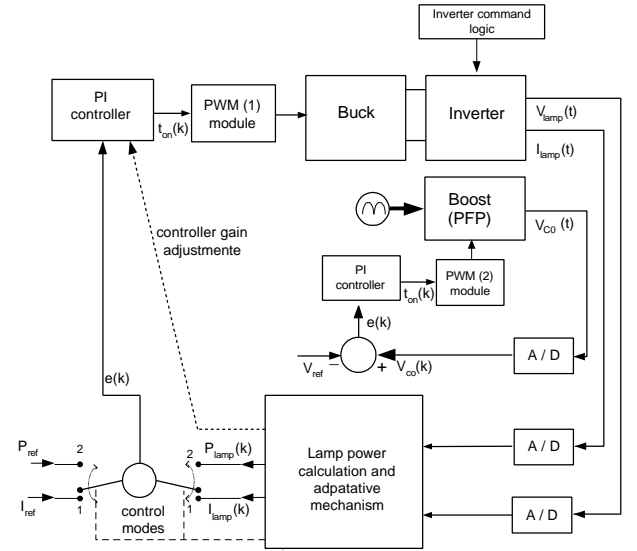 Inverter command
logic
PI
controller
t_on(k)
PWM (1)
module
Buck
Inverter
V_lamp(t)
I_lamp(t)
controller gain
adjustmente
Boost
(PFP)
V_C0 (t)
PI
controller
t_on(k)
PWM (2)
module
e(k)
V_ref
−
+
V_co(k)
A / D
e(k)
P_ref
2
I_ref
1
control
modes
2
P_lamp(k)
1
I_lamp(k)
Lamp power
calculation and
adpatative
mechanism
A / D
A / D